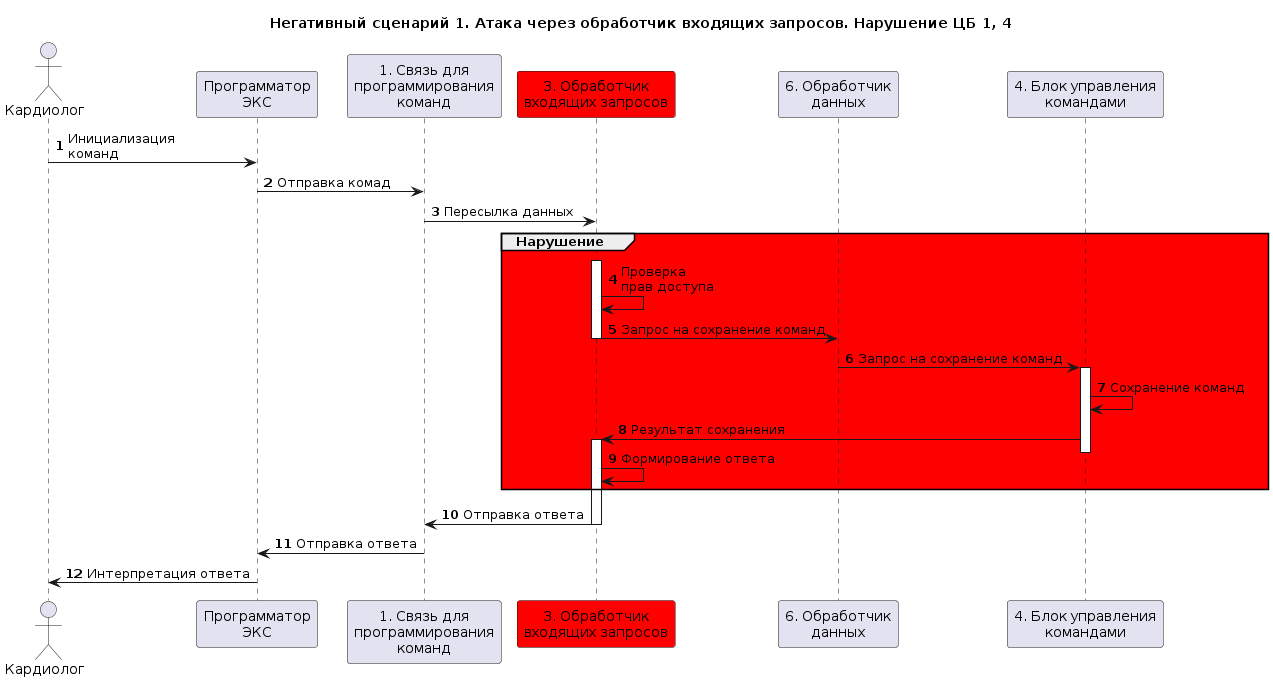 Негативный сценарий 1. Атака через обработчик входящих запросов. Нарушение ЦБ 1, 4
Кардиолог
Программатор
ЭКС
1. Связь для
программирования
команд
3. Обработчик
входящих запросов
6. Обработчик
данных
4. Блок управления
командами
1 Инициализация
команд
2 Отправка комад
3 Пересылка данных
Нарушение
4 Проверка
прав доступа
5 Запрос на сохранение команд
6 Запрос на сохранение команд
7 Сохранение команд
8 Результат сохранения
9 Формирование ответа
10 Отправка ответа
11 Отправка ответа
12 Интерпретация ответа
Кардиолог
Программатор
ЭКС
1. Связь для
программирования
команд
3. Обработчик
входящих запросов
6. Обработчик
данных
4. Блок управления
командами